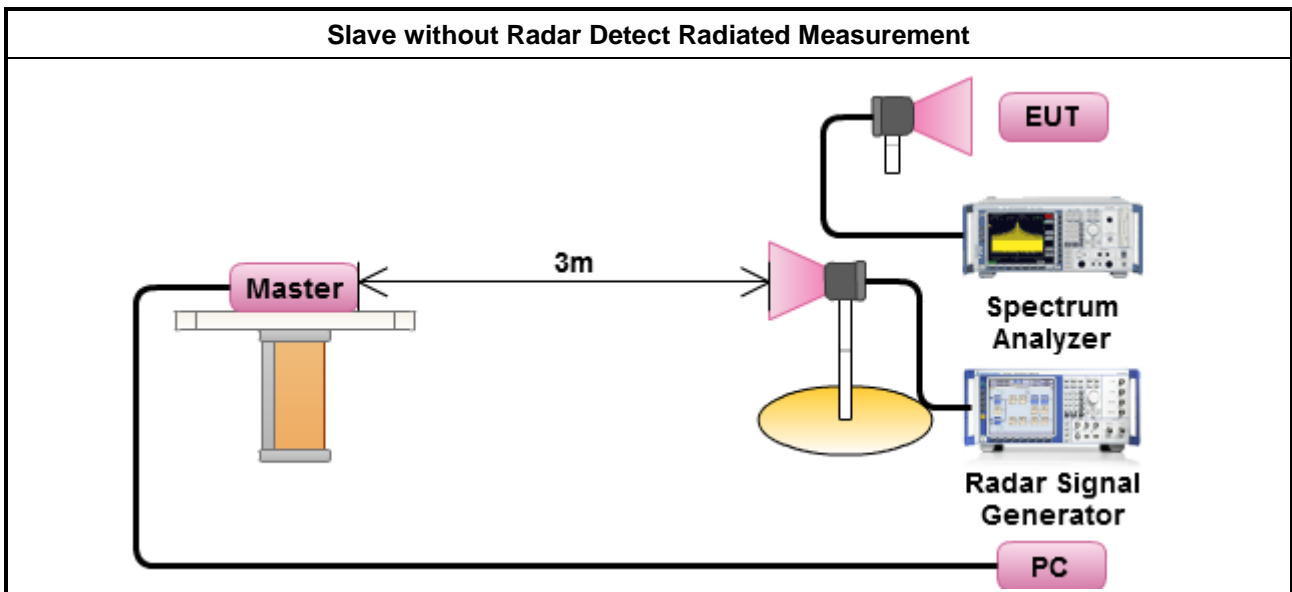 Slave without Radar Detect Radiated Measurement
EUT
3m
Master
Spectrum
Analyzer
Radar Signal
Generator
PC